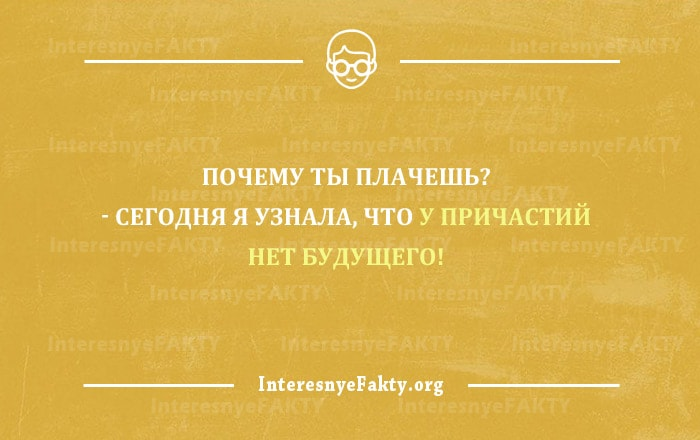 ПОЧЕМУ ТЫ ПЛАЧЕШЬ?
- СЕГОДНЯ Я УЗНАЛА, ЧТО У ПРИЧАСТИЙ
НЕТ БУДУЩЕГО!
InteresnyeFakty.org